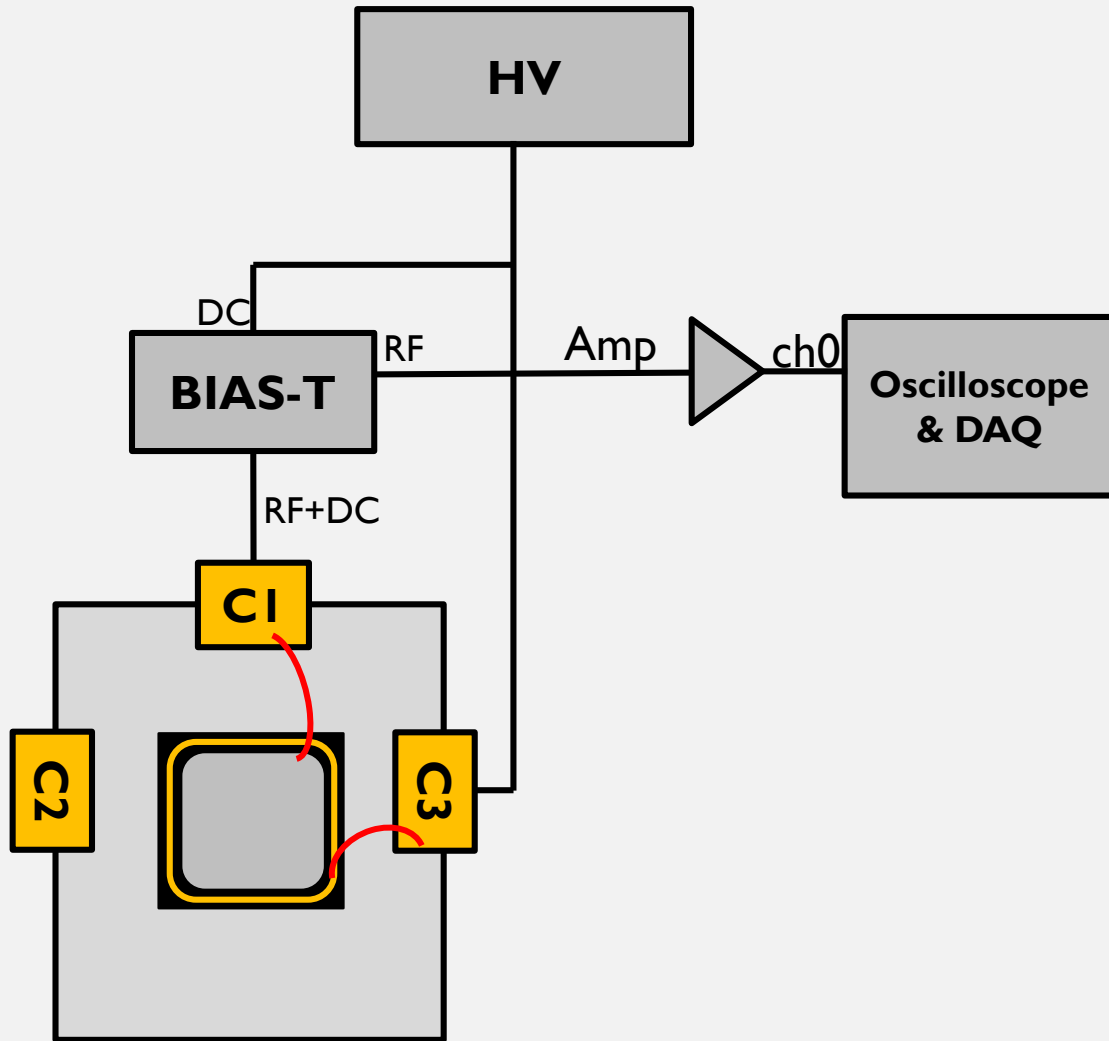 HV
DC
RF
Amp
ch0
BIAS-T
Oscilloscope
& DAQ
RF+DC
C1
C2
C3